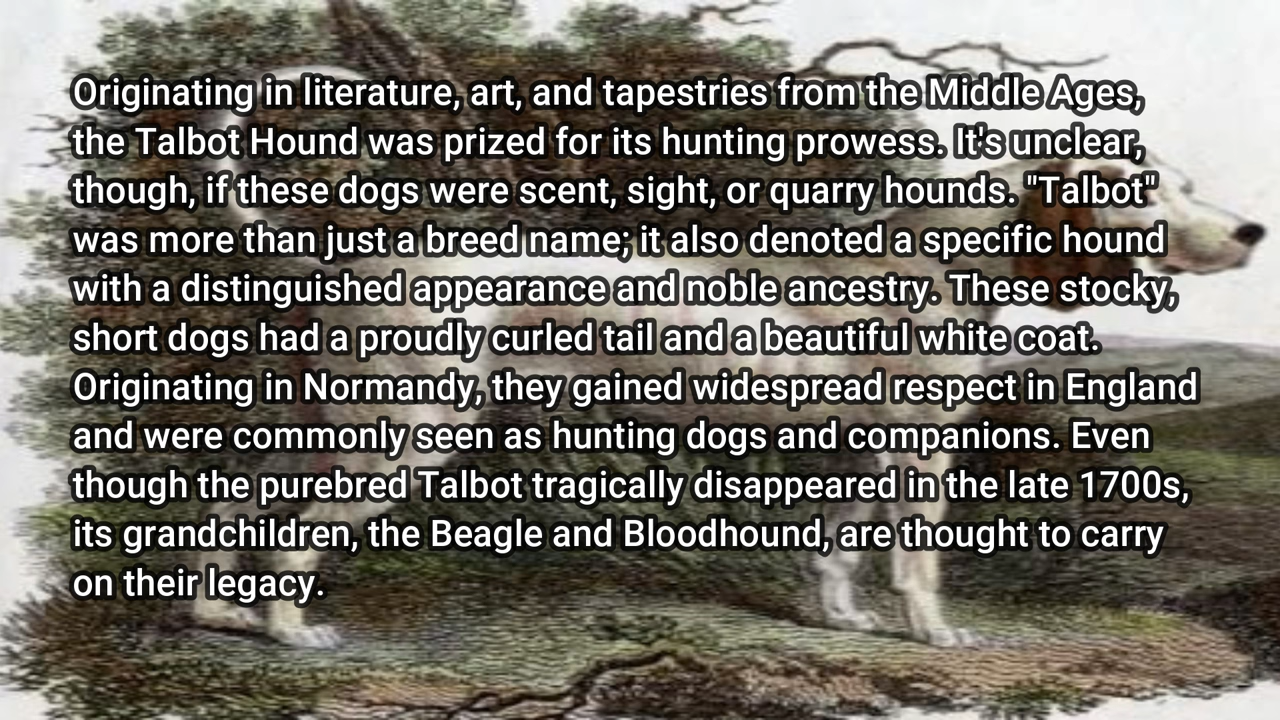 Originating in literature, art, and tapestries from the Middle Ages,
the Talbot Hound was prized for its hunting prowess. It's unclear,
though, if these dogs were scent, sight, or quarry hounds. "Talbot"
was more than just a breed name; it also denoted a specific hound
with a distinguished appearance and noble ancestry. These stocky,
short dogs had a proudly curled tail and a beautiful white coat.
Originating in Normandy, they gained widespread respect in England
and were commonly seen as hunting dogs and companions. Even
though the purebred Talbot tragically disappeared in the late 1700s,
its grandchildren, the Beagle and Bloodhound, are thought to carry
on their legacy.